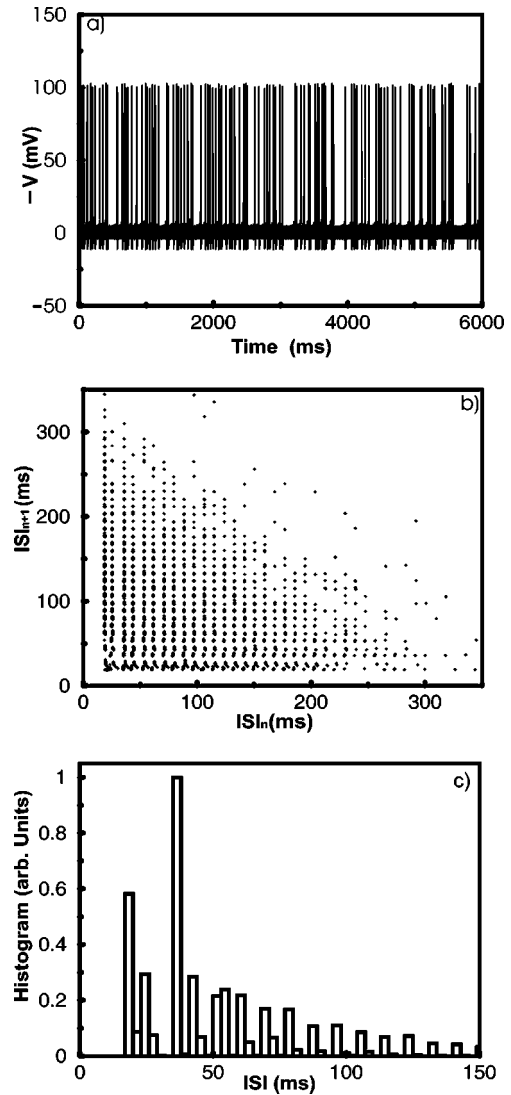 150
a)
100
50
0
−50
− V (mV)
0 2000 4000 6000
Time (ms)
b)
300
200
100
0
ISIn+1(ms)
0 100 200 300
ISIn(ms)
c)
1
0.8
0.6
0.4
0.2
0
Histogram (arb. Units)
0 50 100 150
ISI (ms)